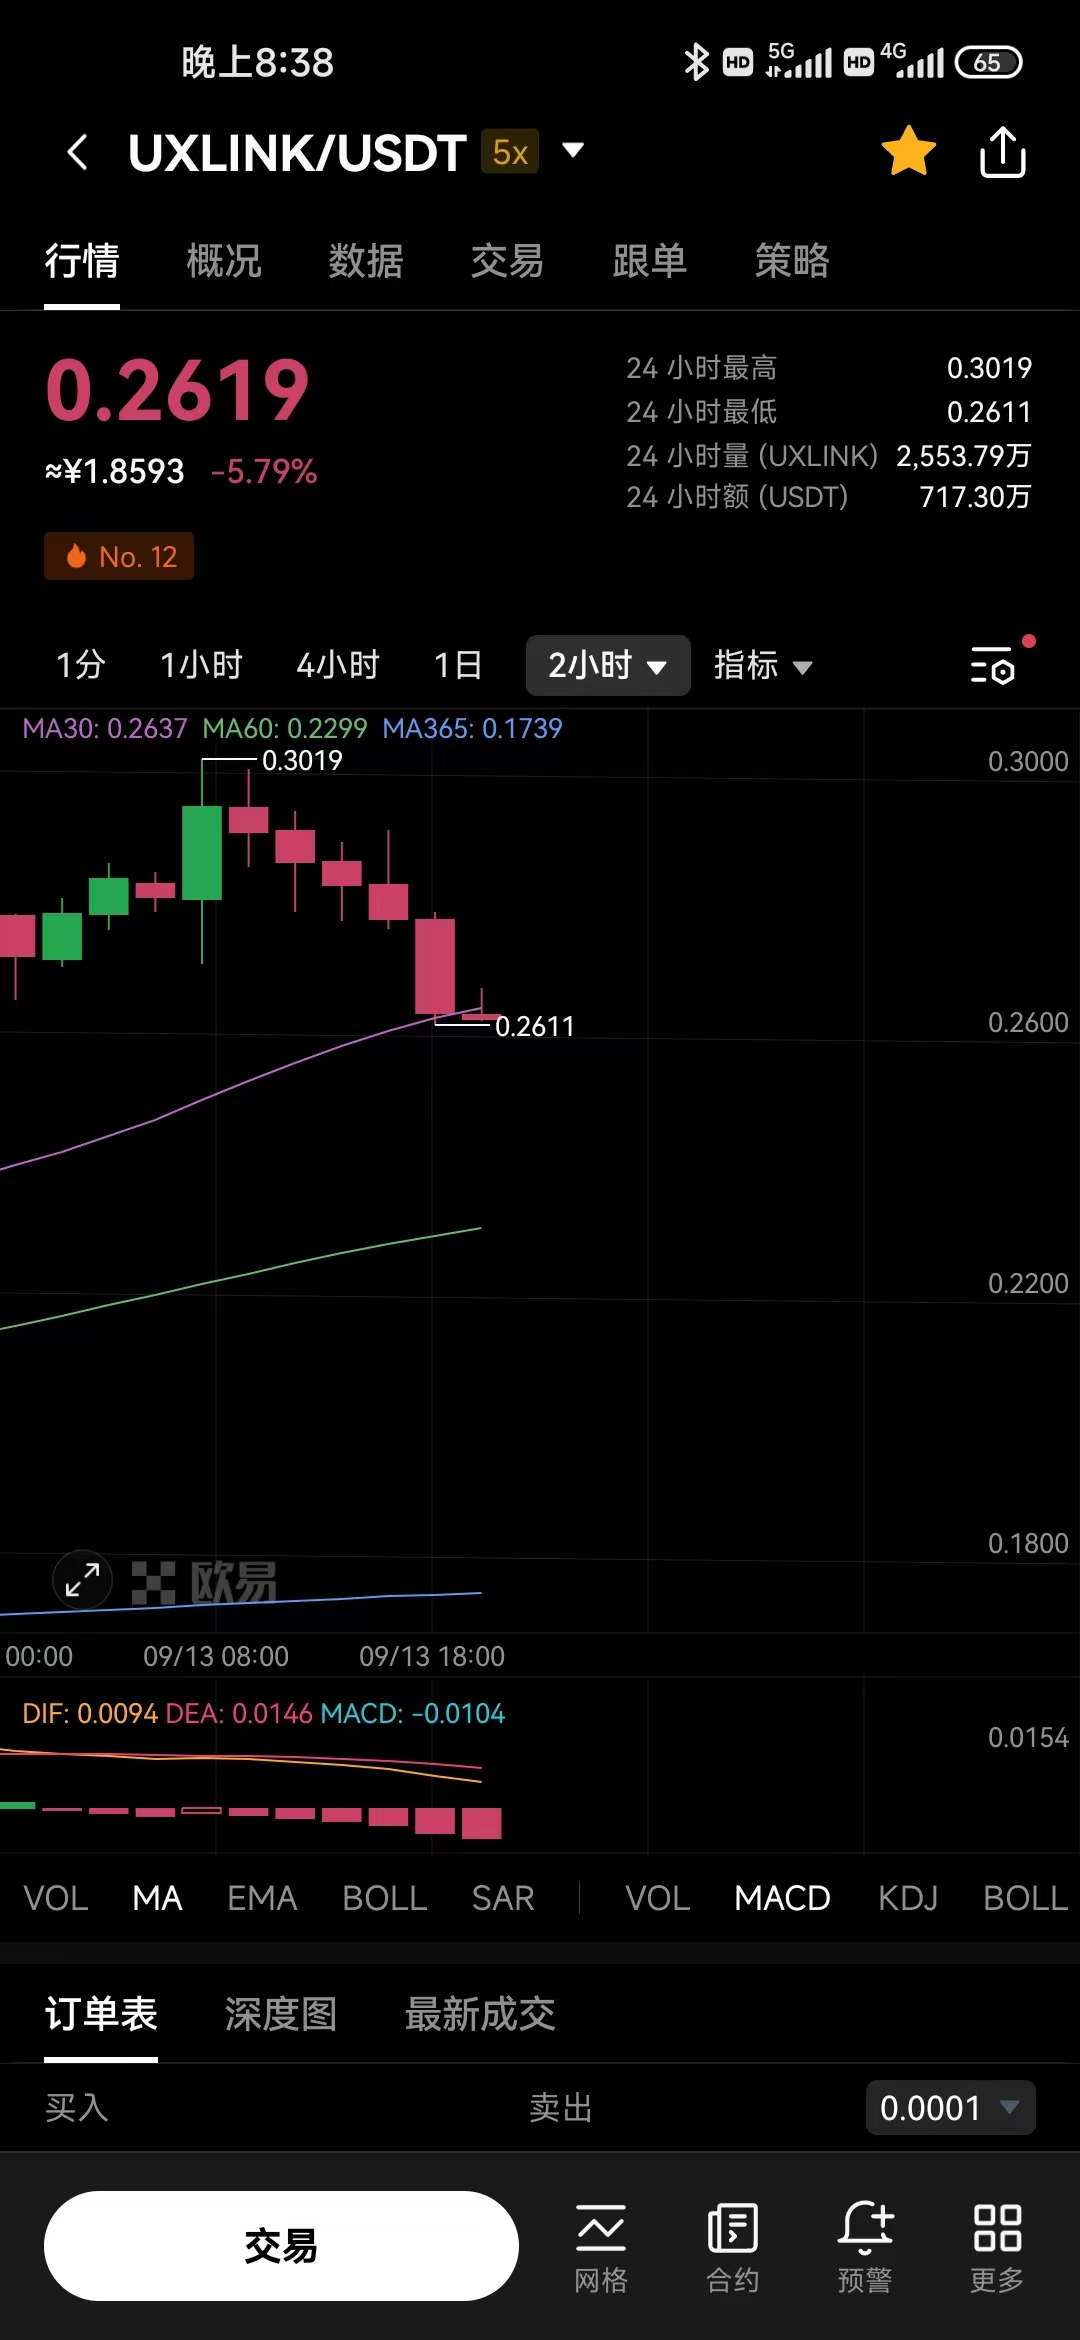 晚上8:38
HD 5G HD 4G 65
UXLINK/USDT 5x
行情 概况 数据 交易 跟单 策略
0.2619
≈¥1.8593 -5.79%
No. 12
24 小时最高 0.3019
24 小时最低 0.2611
24 小时量 (UXLINK) 2,553.79万
24 小时额 (USDT) 717.30万
1分 1小时 4小时 1日 2小时 指标
MA30: 0.2637 MA60: 0.2299 MA365: 0.1739
0.3019
0.3000
0.2611
0.2600
0.2200
0.1800
欧易
00:00 09/13 08:00 09/13 18:00
DIF: 0.0094 DEA: 0.0146 MACD: -0.0104
0.0154
VOL MA EMA BOLL SAR VOL MACD KDJ BOLL
订单表 深度图 最新成交
买入 卖出 0.0001
交易 网格 合约 预警 更多